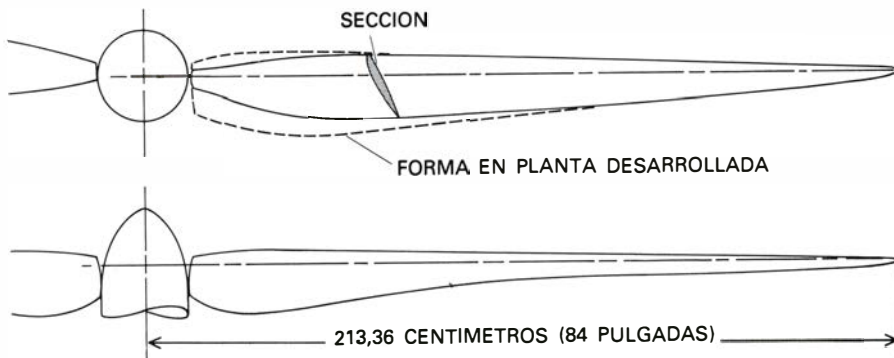 SECCION
FORMA EN PLANTA DESARROLLADA
213,36 CENTIMETROS (84 PULGADAS)